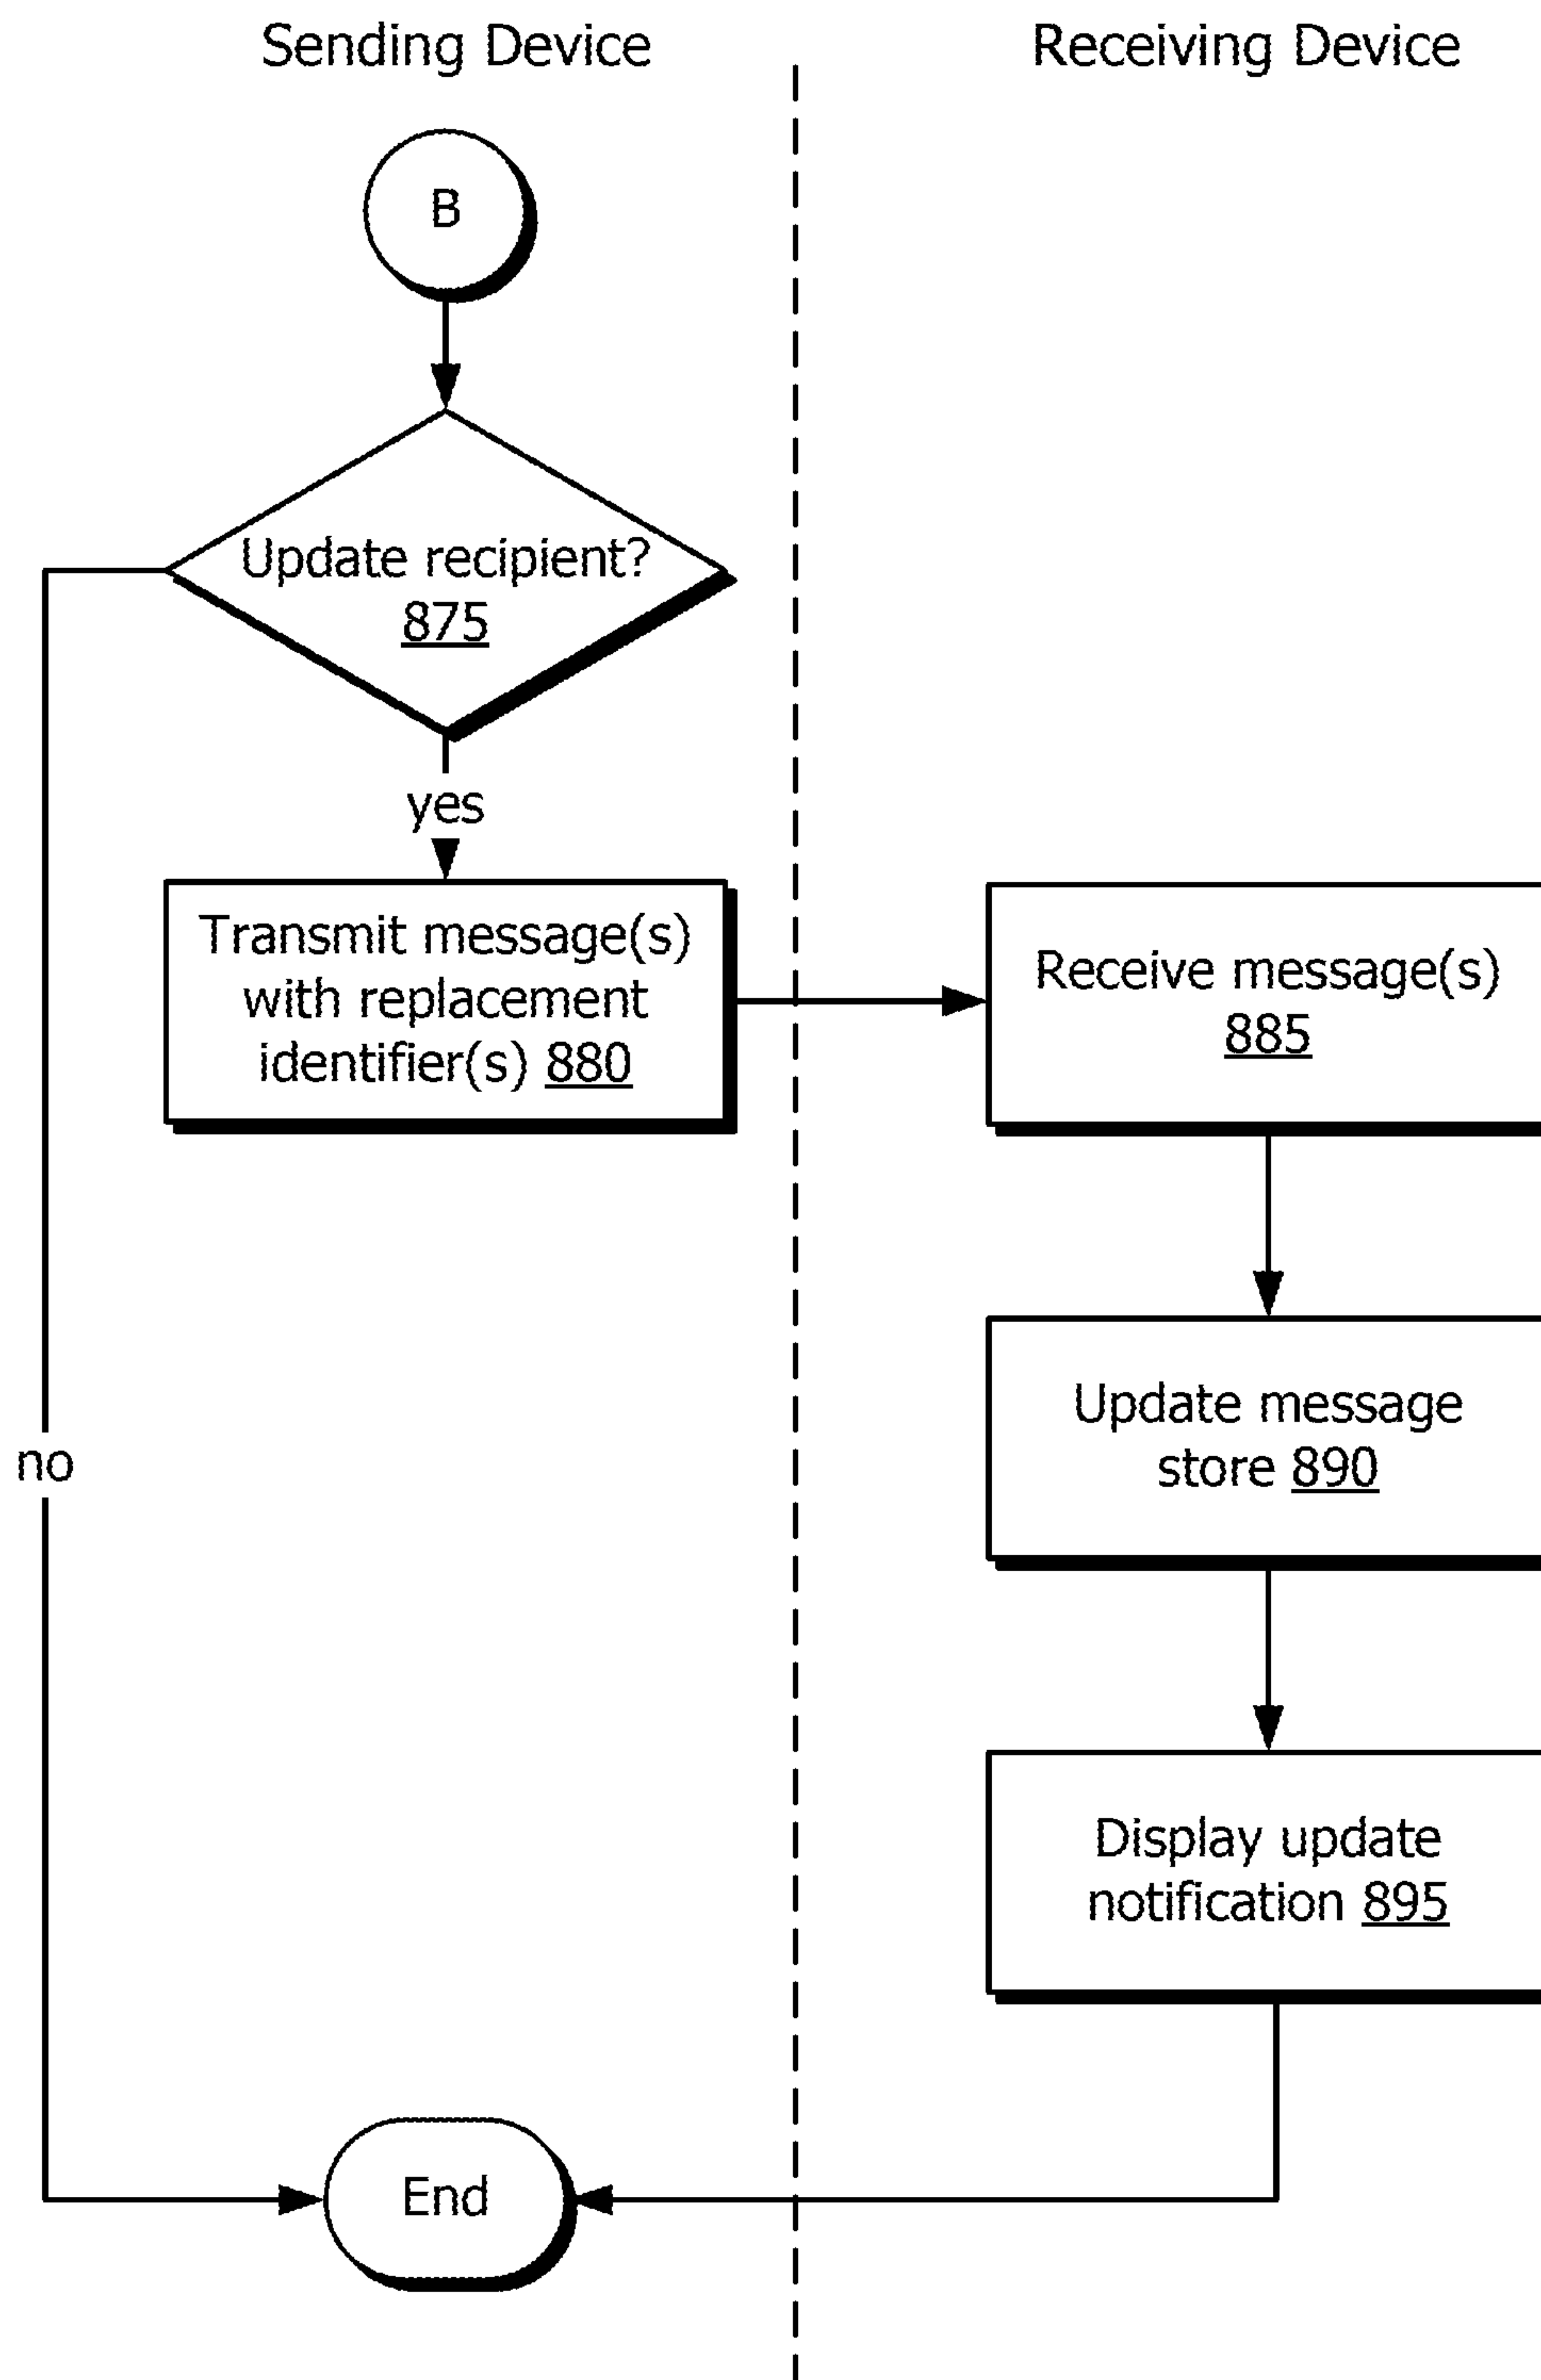 Sending Device
Receiving Device
B
Update recipient?
875
yes
Transmit message(s)
with replacement
identifier(s) 880
Receive message(s)
885
Update message
store 890
no
Display update
notification 895
End